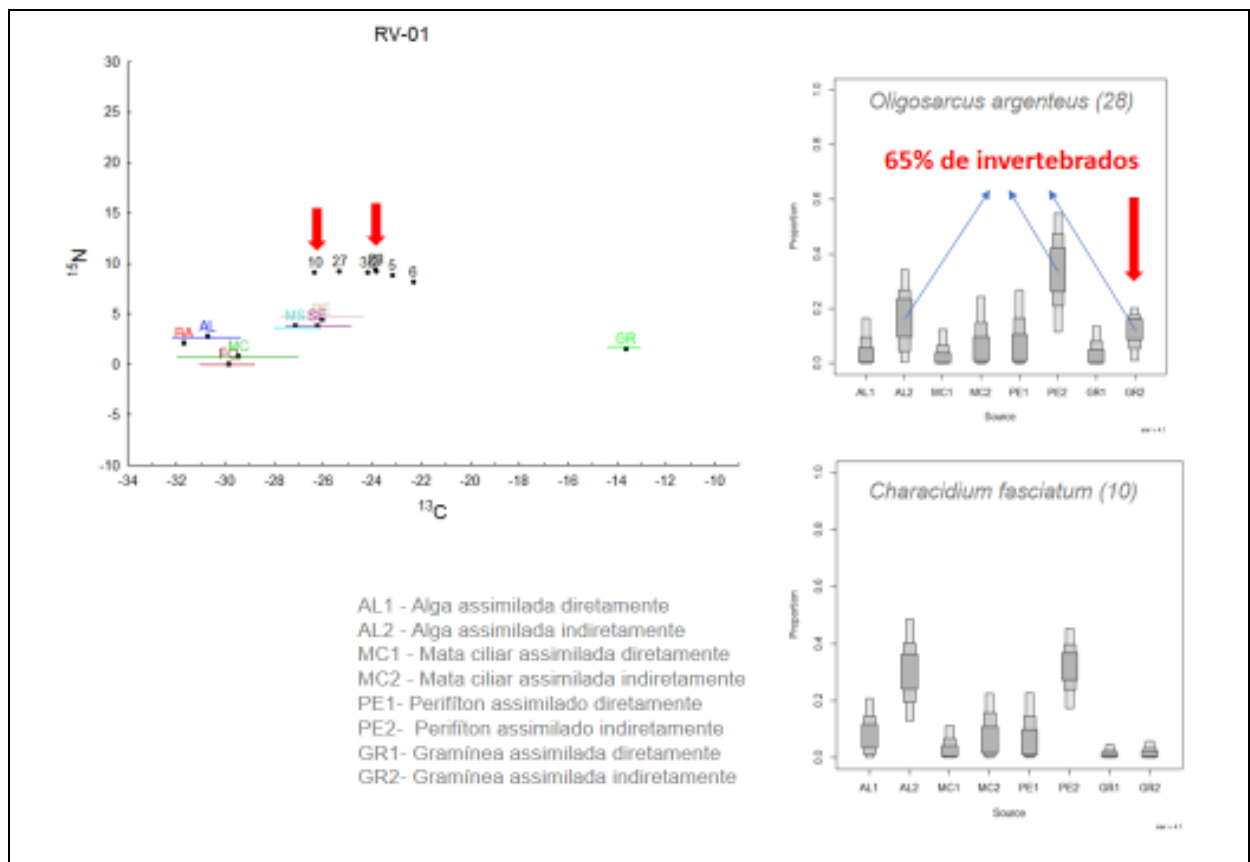 RV-01
30
25
20
15
10
5
0
-5
-10
15N
10
27
5
6
RA
AL
MC
MS
SE
GR
-34 -32 -30 -28 -26 -24 -22 -20 -18 -16 -14 -12 -10
13C
Oligosarcus argenteus (28)
65% de invertebrados
Proportion
1.0
0.8
0.6
0.4
0.2
0.0
AL1 AL2 MC1 MC2 PE1 PE2 GR1 GR2
Source
Characidium fasciatum (10)
Proportion
1.0
0.8
0.6
0.4
0.2
0.0
AL1 AL2 MC1 MC2 PE1 PE2 GR1 GR2
Source
AL1 - Alga assimilada diretamente
AL2 - Alga assimilada indiretamente
MC1 - Mata ciliar assimilada diretamente
MC2 - Mata ciliar assimilada indiretamente
PE1- Perifíton assimilado diretamente
PE2- Perifíton assimilado indiretamente
GR1- Gramínea assimilada diretamente
GR2- Gramínea assimilada indiretamente